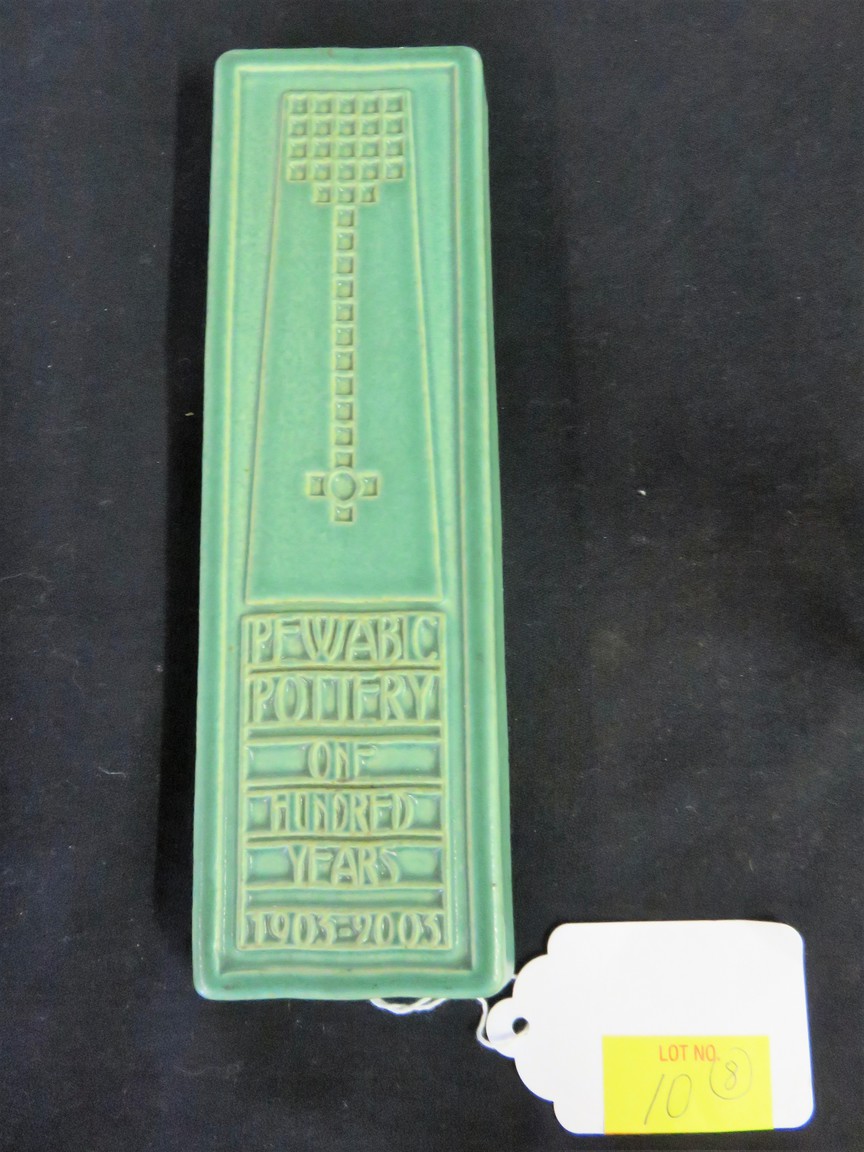 PEWABIC
POTTERY
ONE
HUNDRED
YEARS
1903-2003
LOT NO.
10 8